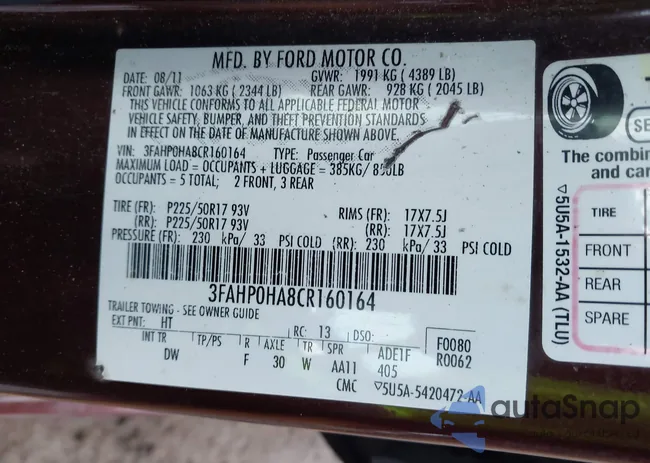 MFD. BY FORD MOTOR CO.
DATE: 08/11 GVWR: 1991 KG ( 4389 LB)
FRONT GAWR: 1063 KG ( 2344 LB) REAR GAWR: 928 KG ( 2045 LB)
THIS VEHICLE CONFORMS TO ALL APPLICABLE FEDERAL MOTOR
VEHICLE SAFETY, BUMPER, AND THEFT PREVENTION STANDARDS
IN EFFECT ON THE DATE OF MANUFACTURE SHOWN ABOVE.
VIN: 3FAHP0HA8CR160164 TYPE: Passenger Car
MAXIMUM LOAD = OCCUPANTS + LUGGAGE = 385KG/ 850LB
OCCUPANTS = 5 TOTAL; 2 FRONT, 3 REAR
TIRE (FR): P225/50R17 93V RIMS (FR): 17X7.5J
(RR): P225/50R17 93V (RR): 17X7.5J
PRESSURE (FR): 230 kPa/ 33 PSI COLD (RR): 230 kPa/ 33 PSI COLD
3FAHP0HA8CR160164
TRAILER TOWING - SEE OWNER GUIDE
EXT PNT: HT RC: 13 DSO: F0080
INT TR TP/PS R AXLE TR SPR ADE1F R0062
DW F 30 W AA11 405
CMC ▽5U5A-5420472-AA
SE
The combin
and car
TIRE
FRONT
REAR
SPARE
▽5U5A-1532-AA (TLU)
autoSnap
Cars auctions